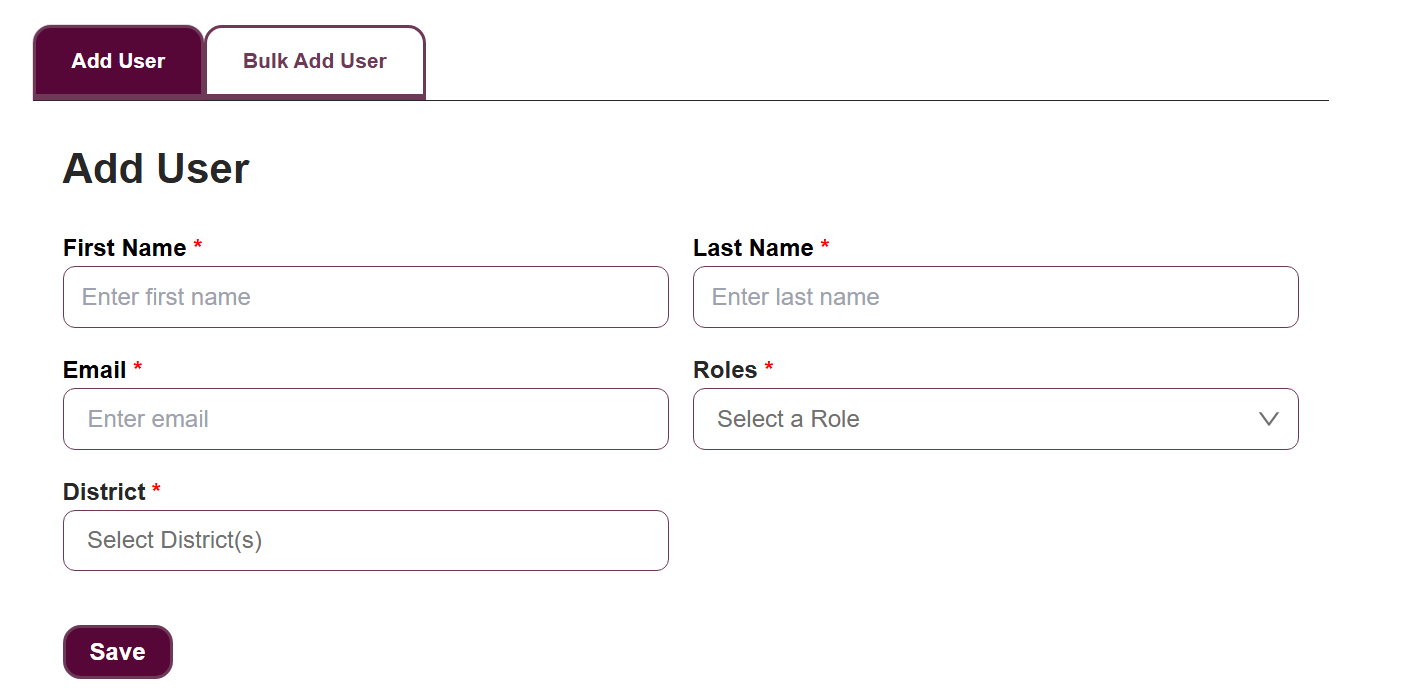 Add User Bulk Add User
Add User
First Name * Last Name *
Enter first name Enter last name
Email * Roles *
Enter email Select a Role
District *
Select District(s)
Save